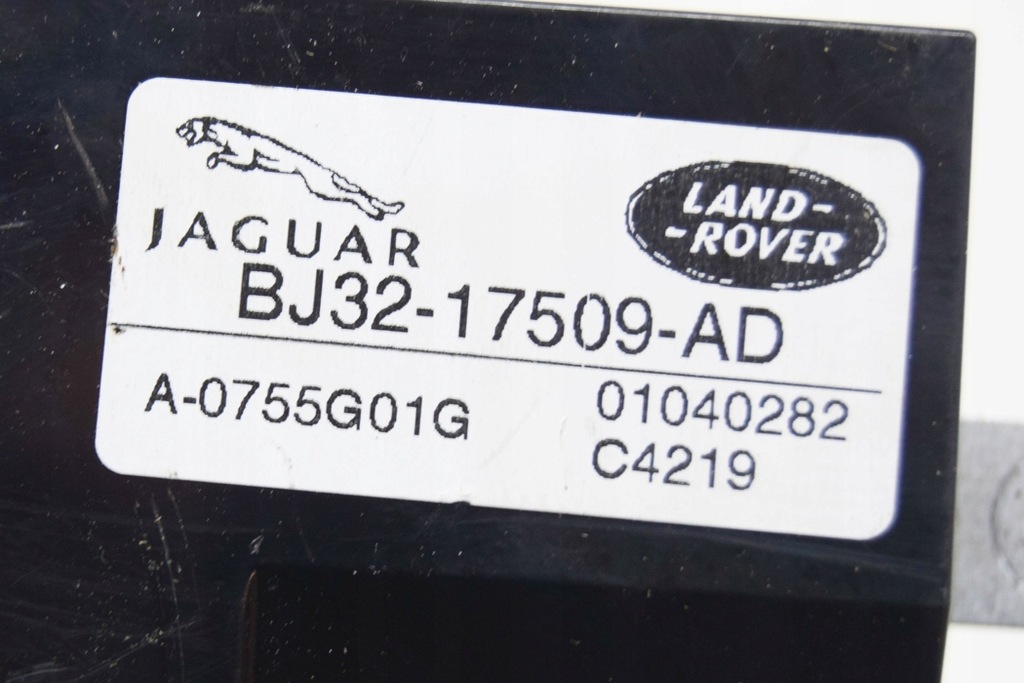 JAGUAR
LAND-
-ROVER
BJ32-17509-AD
A-0755G01G
01040282
C4219